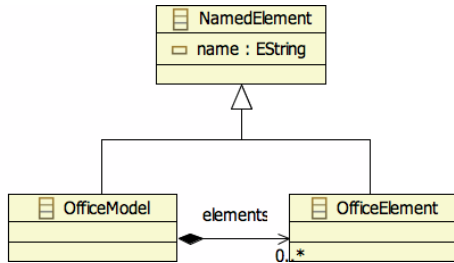 NamedElement
name : EString
OfficeModel
elements
OfficeElement
0..*